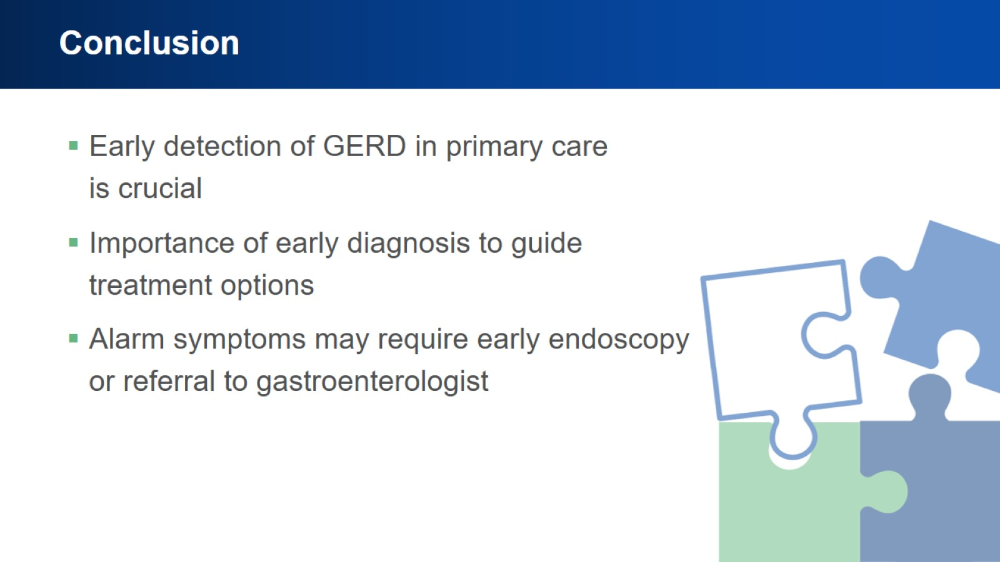 Conclusion
▪ Early detection of GERD in primary care
is crucial
▪ Importance of early diagnosis to guide
treatment options
▪ Alarm symptoms may require early endoscopy
or referral to gastroenterologist